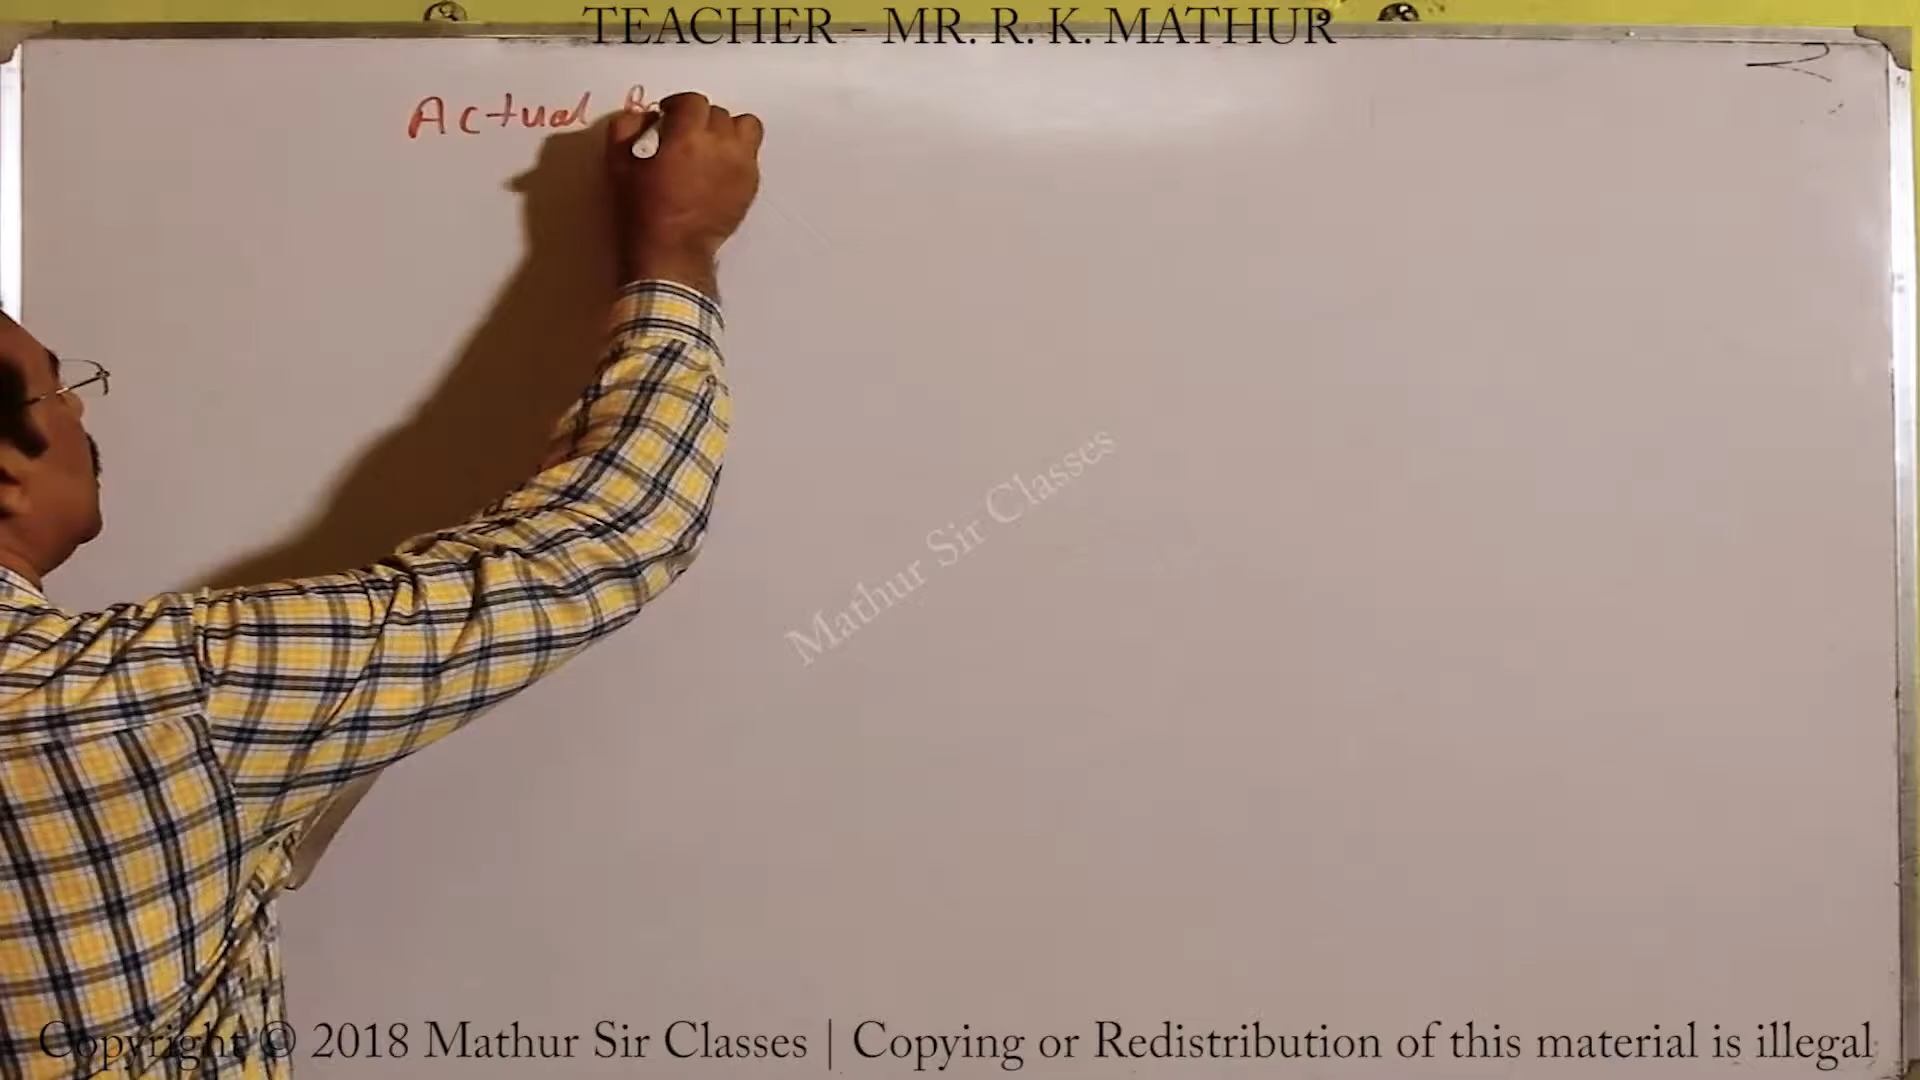 TEACHER - MR. R. K. MATHUR
Actual
Mathur Sir Classes
Copyright © 2018 Mathur Sir Classes | Copying or Redistribution of this material is illegal